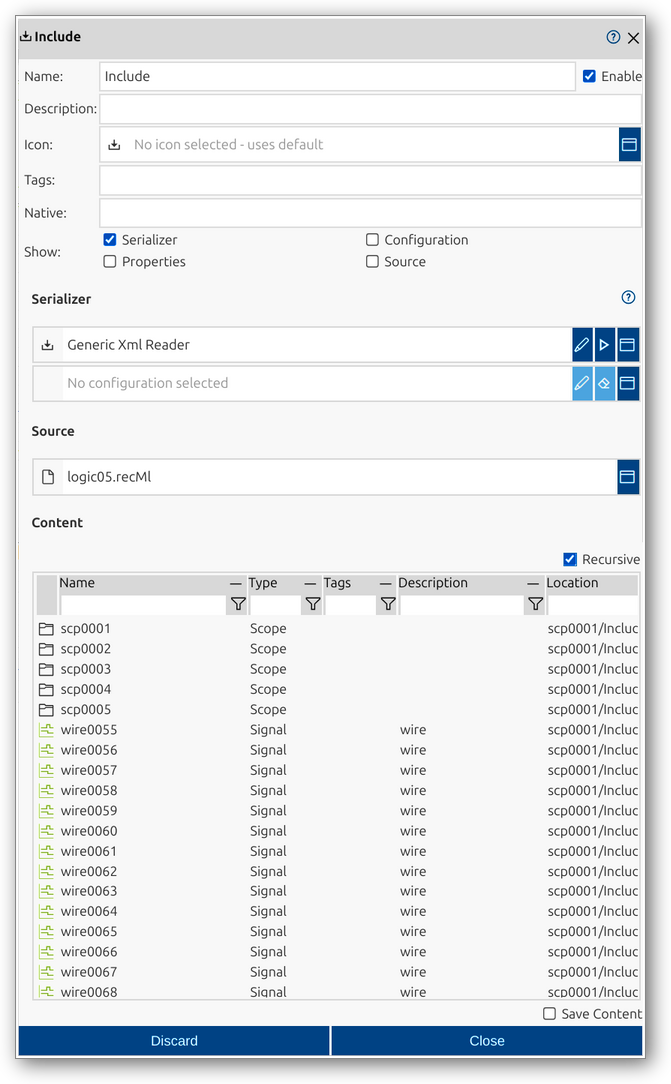 Include
Name: Include Enable
Description:
Icon: No icon selected - uses default
Tags:
Native:
Show: Serializer Configuration
Properties Source
Serializer
Generic Xml Reader
No configuration selected
Source
logic05.recMl
Content
Recursive
Name Type Tags Description Location
scp0001 Scope scp0001/Incluc
scp0002 Scope scp0001/Incluc
scp0003 Scope scp0001/Incluc
scp0004 Scope scp0001/Incluc
scp0005 Scope scp0001/Incluc
wire0055 Signal wire scp0001/Incluc
wire0056 Signal wire scp0001/Incluc
wire0057 Signal wire scp0001/Incluc
wire0058 Signal wire scp0001/Incluc
wire0059 Signal wire scp0001/Incluc
wire0060 Signal wire scp0001/Incluc
wire0061 Signal wire scp0001/Incluc
wire0062 Signal wire scp0001/Incluc
wire0063 Signal wire scp0001/Incluc
wire0064 Signal wire scp0001/Incluc
wire0065 Signal wire scp0001/Incluc
wire0066 Signal wire scp0001/Incluc
wire0067 Signal wire scp0001/Incluc
wire0068 Signal wire scp0001/Incluc
Save Content
Discard Close